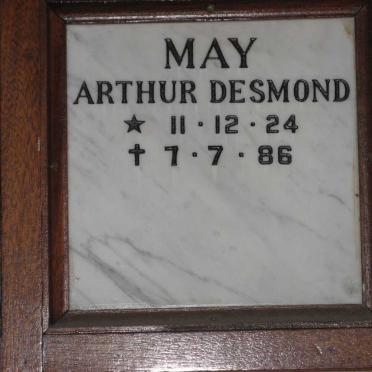 MAY
ARTHUR DESMOND
★ 11·12·24
✝ 7·7·86